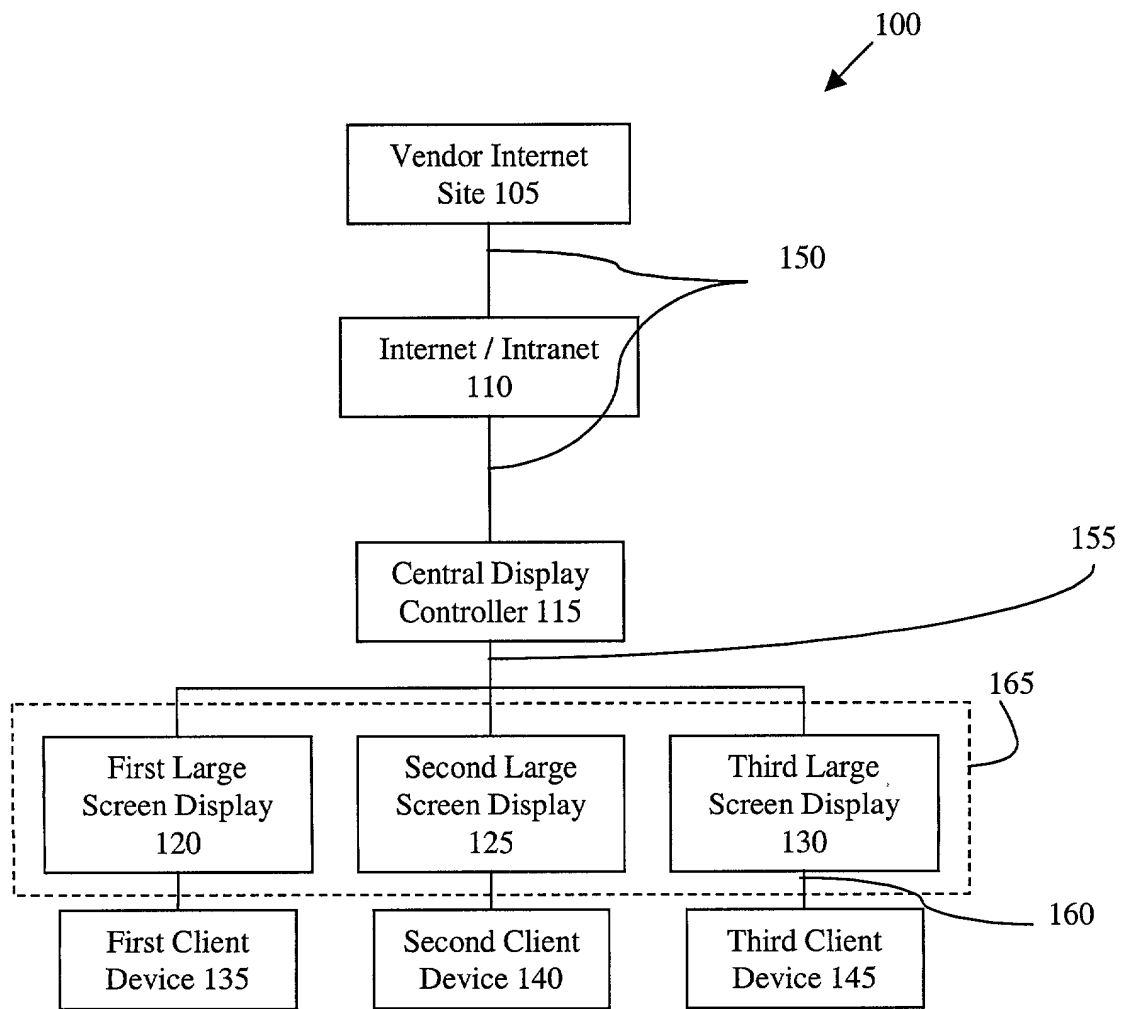 100
Vendor Internet
Site 105
150
Internet / Intranet
110
155
Central Display
Controller 115
165
First Large
Screen Display
120
Second Large
Screen Display
125
Third Large
Screen Display
130
160
First Client
Device 135
Second Client
Device 140
Third Client
Device 145